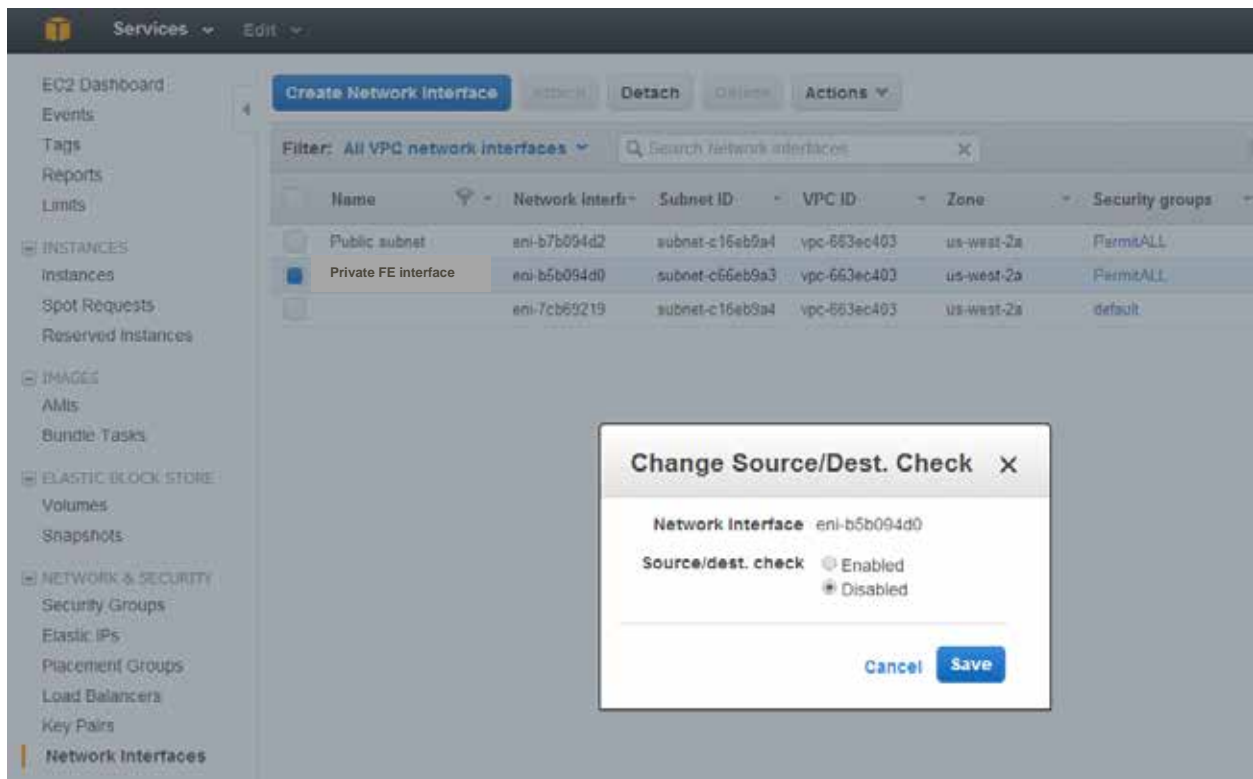 Services Edit
EC2 Dashboard
Events
Tags
Reports
Limits
INSTANCES
Instances
Spot Requests
Reserved Instances
IMAGES
AMIs
Bundle Tasks
ELASTIC BLOCK STORE
Volumes
Snapshots
NETWORK & SECURITY
Security Groups
Elastic IPs
Placement Groups
Load Balancers
Key Pairs
Network Interfaces
Create Network Interface Attach Detach Delete Actions
Filter: All VPC network interfaces Search Network Interfaces
Name Network interf Subnet ID VPC ID Zone Security groups
Public subnet eni-b7b094d2 subnet-c16eb9a4 vpc-663ec403 us-west-2a PermitALL
Private FE interface eni-b5b094d0 subnet-c66eb9a3 vpc-663ec403 us-west-2a PermitALL
eni-7cb69219 subnet-c16eb9a4 vpc-663ec403 us-west-2a default
Change Source/Dest. Check X
Network Interface eni-b5b094d0
Source/dest. check Enabled
Disabled
Cancel Save